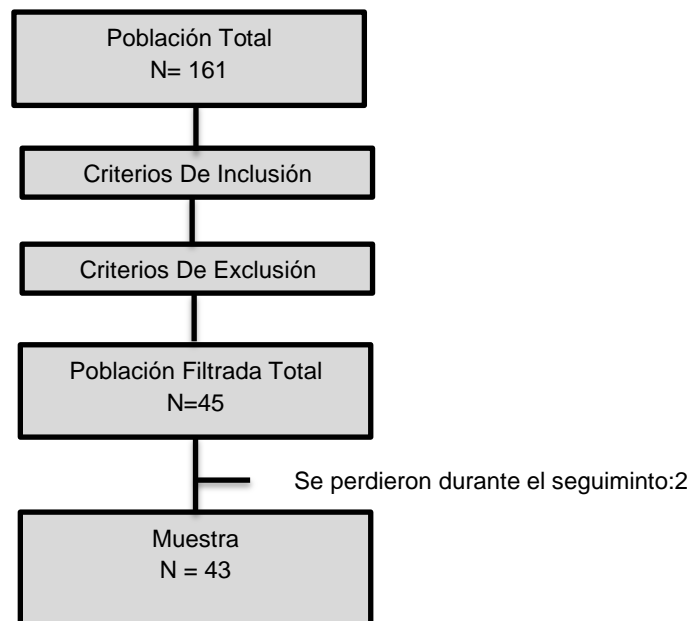 Población Total
N= 161
Criterios De Inclusión
Criterios De Exclusión
Población Filtrada Total
N=45
Se perdieron durante el seguiminto:2
Muestra
N = 43